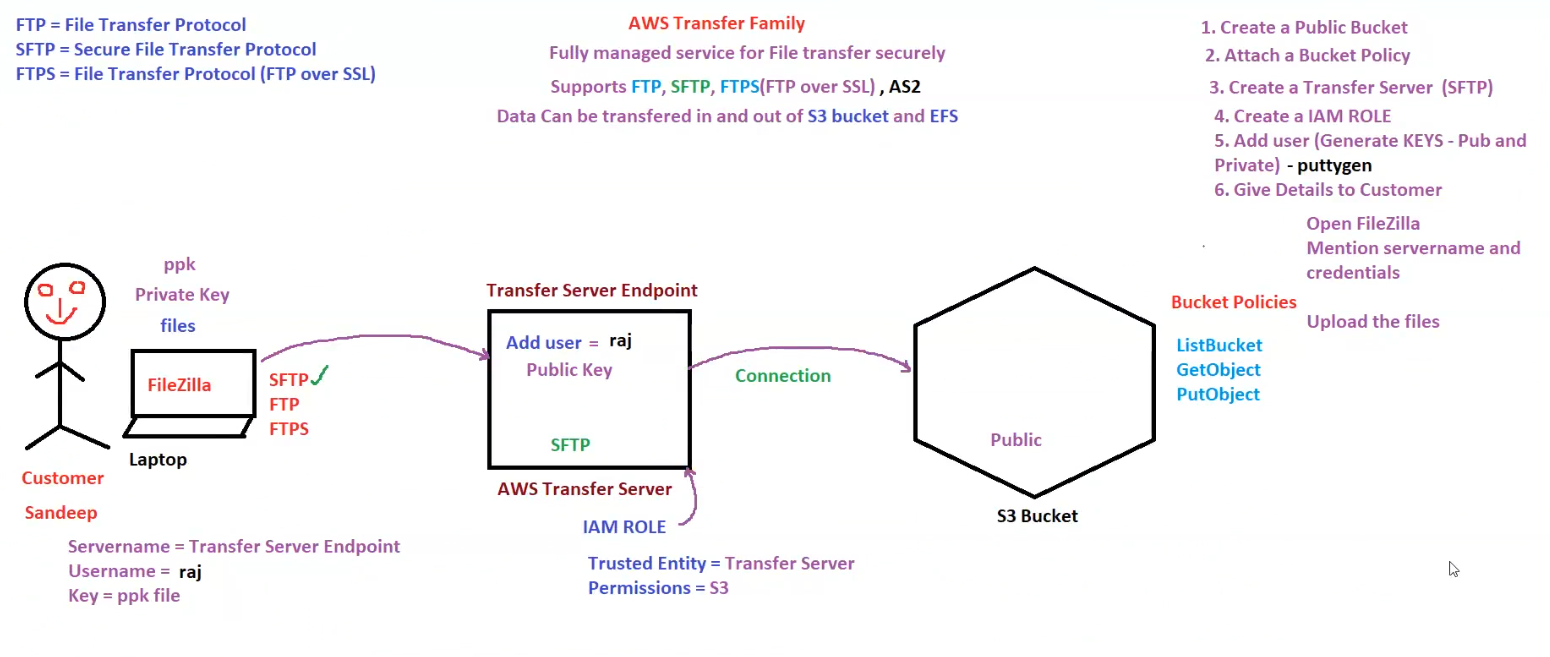 FTP = File Transfer Protocol
SFTP = Secure File Transfer Protocol
FTPS = File Transfer Protocol (FTP over SSL)
AWS Transfer Family
Fully managed service for File transfer securely
Supports FTP, SFTP, FTPS(FTP over SSL) , AS2
Data Can be transfered in and out of S3 bucket and EFS
1. Create a Public Bucket
2. Attach a Bucket Policy
3. Create a Transfer Server (SFTP)
4. Create a IAM ROLE
5. Add user (Generate KEYS - Pub and
Private) - puttygen
6. Give Details to Customer
Open FileZilla
Mention servername and
credentials
Upload the files
ppk
Private Key
files
FileZilla
SFTP
FTP
FTPS
Laptop
Customer
Sandeep
Servername = Transfer Server Endpoint
Username = raj
Key = ppk file
Transfer Server Endpoint
Add user = raj
Public Key
SFTP
AWS Transfer Server
IAM ROLE
Trusted Entity = Transfer Server
Permissions = S3
Connection
Public
S3 Bucket
Bucket Policies
ListBucket
GetObject
PutObject